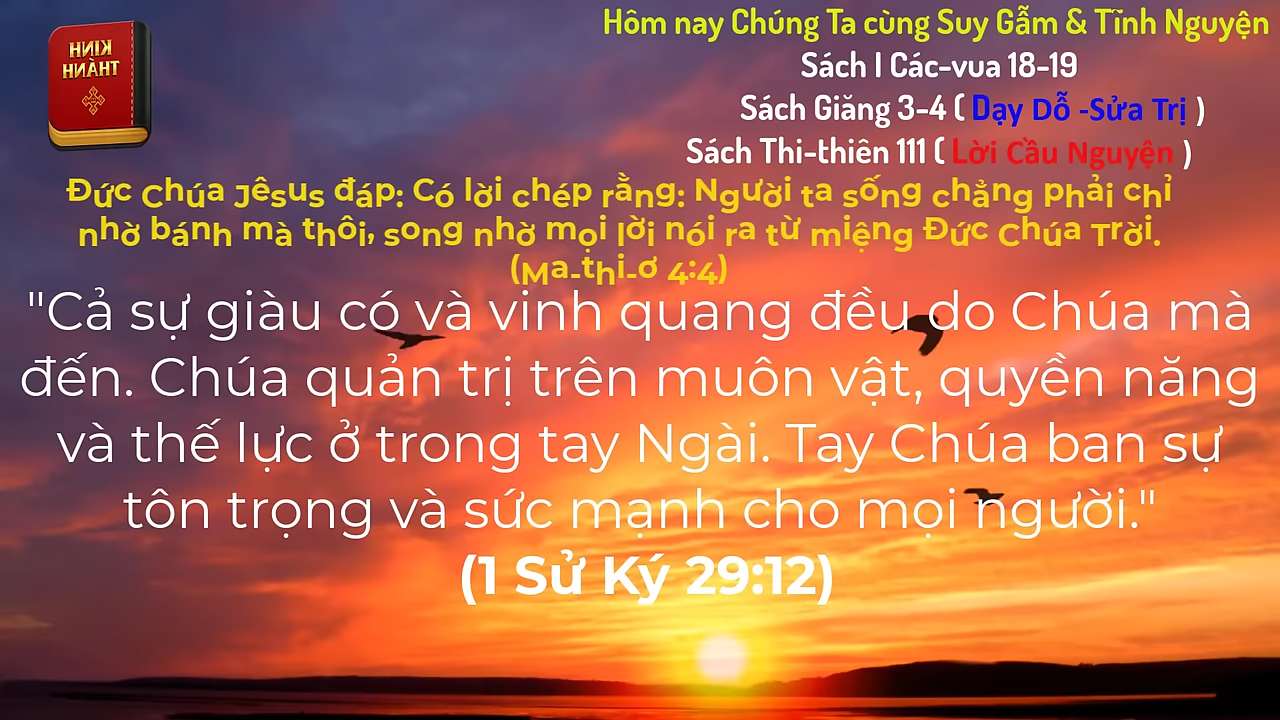 KINH
THÀNH
Hôm nay Chúng Ta cùng Suy Gẫm & Tĩnh Nguyện
Sách I Các-vua 18-19
Sách Giăng 3-4 ( Dạy Dỗ -Sửa Trị )
Sách Thi-thiên 111 ( Lời Cầu Nguyện )
Đức Chúa Jêsus đáp: Có lời chép rằng: Người ta sống chẳng phải chỉ
nhờ bánh mà thôi, song nhờ mọi lời nói ra từ miệng Đức Chúa Trời.
(Ma-thi-ơ 4:4)
"Cả sự giàu có và vinh quang đều do Chúa mà
đến. Chúa quản trị trên muôn vật, quyền năng
và thế lực ở trong tay Ngài. Tay Chúa ban sự
tôn trọng và sức mạnh cho mọi người."
(1 Sử Ký 29:12)